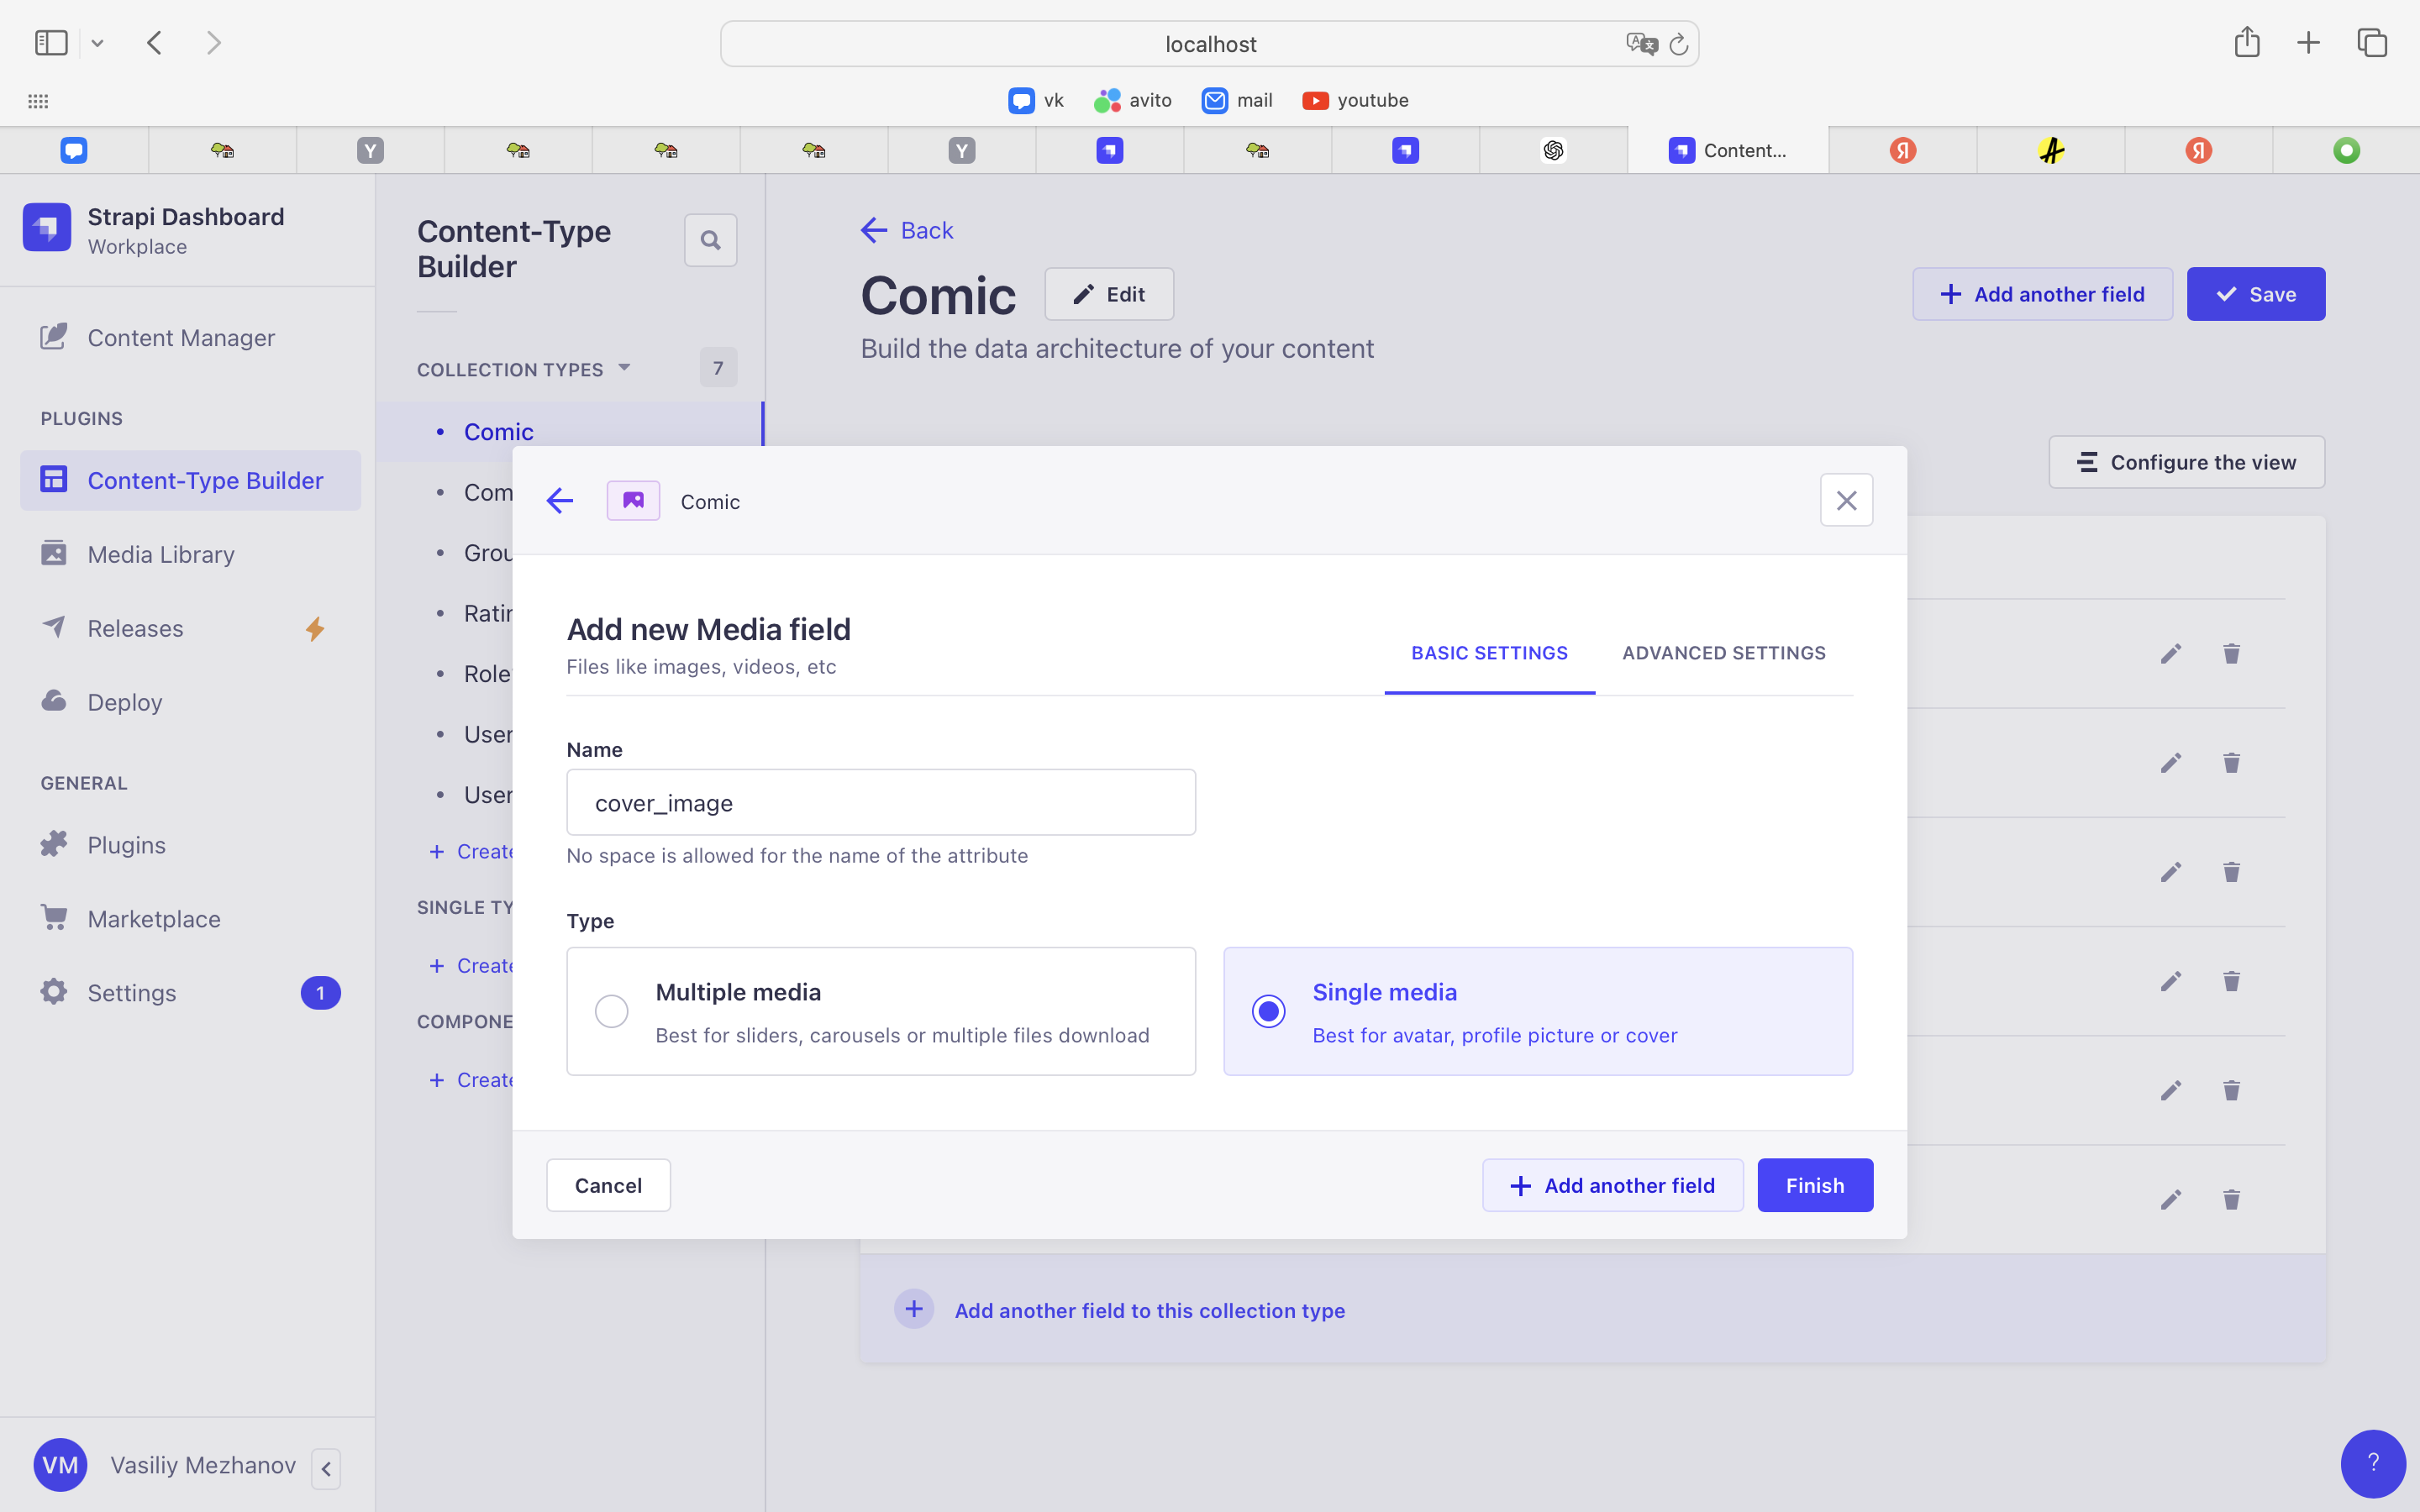 localhost
vk
avito
mail
youtube
Y
Y
Content...
Я
Я
Strapi Dashboard
Workplace
Content Manager
PLUGINS
Content-Type Builder
Media Library
Releases
Deploy
GENERAL
Plugins
Marketplace
Settings
1
VM
Vasiliy Mezhanov
Content-Type
Builder
COLLECTION TYPES
7
Comic
Com
Grou
Ratin
Role
User
User
+ Create
SINGLE TY
+ Create
COMPONE
+ Create
Back
Comic
Edit
Build the data architecture of your content
Add another field
Save
Configure the view
Comic
Add new Media field
Files like images, videos, etc
BASIC SETTINGS
ADVANCED SETTINGS
Name
cover_image
No space is allowed for the name of the attribute
Type
Multiple media
Best for sliders, carousels or multiple files download
Single media
Best for avatar, profile picture or cover
Cancel
Add another field
Finish
Add another field to this collection type
?